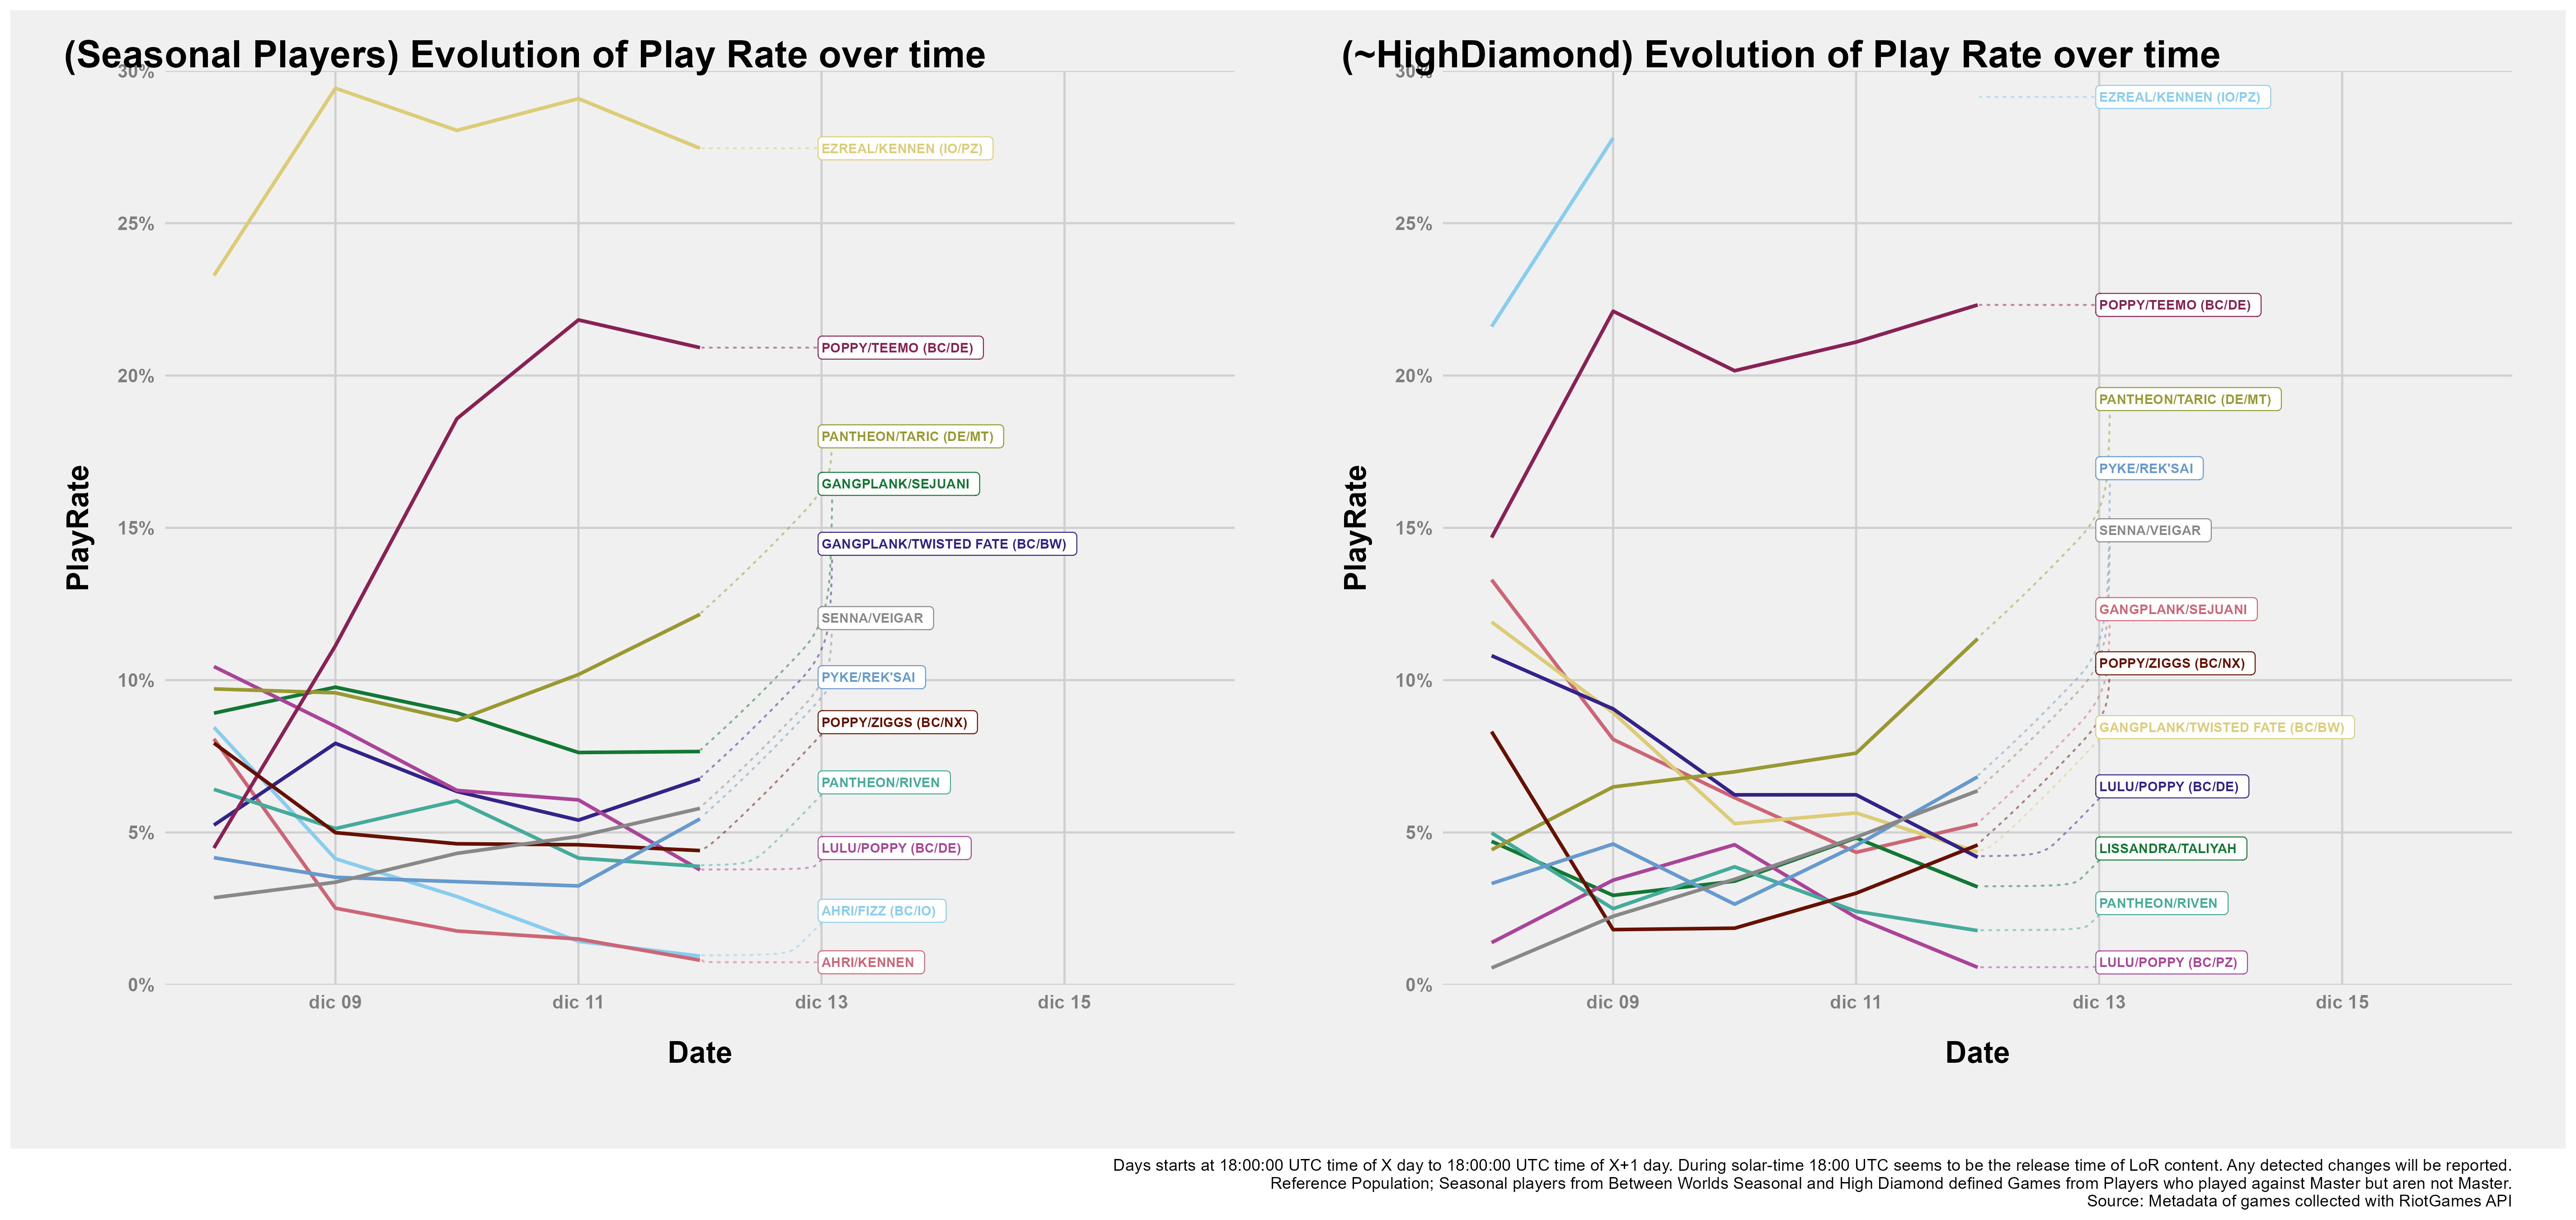 (Seasonal Players) Evolution of Play Rate over time
30%
25%
20%
15%
10%
5%
0%
PlayRate
EZREAL/KENNEN (IO/PZ)
POPPY/TEEMO (BC/DE)
PANTHEON/TARIC (DE/MT)
GANGPLANK/SEJUANI
GANGPLANK/TWISTED FATE (BC/BW)
SENNA/VEIGAR
PYKE/REK'SAI
POPPY/ZIGGS (BC/NX)
PANTHEON/RIVEN
LULU/POPPY (BC/DE)
AHRI/FIZZ (BC/IO)
AHRI/KENNEN
dic 09
dic 11
dic 13
dic 15
Date
(~HighDiamond) Evolution of Play Rate over time
30%
25%
20%
15%
10%
5%
0%
PlayRate
EZREAL/KENNEN (IO/PZ)
POPPY/TEEMO (BC/DE)
PANTHEON/TARIC (DE/MT)
PYKE/REK'SAI
SENNA/VEIGAR
GANGPLANK/SEJUANI
POPPY/ZIGGS (BC/NX)
GANGPLANK/TWISTED FATE (BC/BW)
LULU/POPPY (BC/DE)
LISSANDRA/TALIYAH
PANTHEON/RIVEN
LULU/POPPY (BC/PZ)
dic 09
dic 11
dic 13
dic 15
Date
Days starts at 18:00:00 UTC time of X day to 18:00:00 UTC time of X+1 day. During solar-time 18:00 UTC seems to be the release time of LoR content. Any detected changes will be reported.
Reference Population; Seasonal players from Between Worlds Seasonal and High Diamond defined Games from Players who played against Master but aren not Master.
Source: Metadata of games collected with RiotGames API